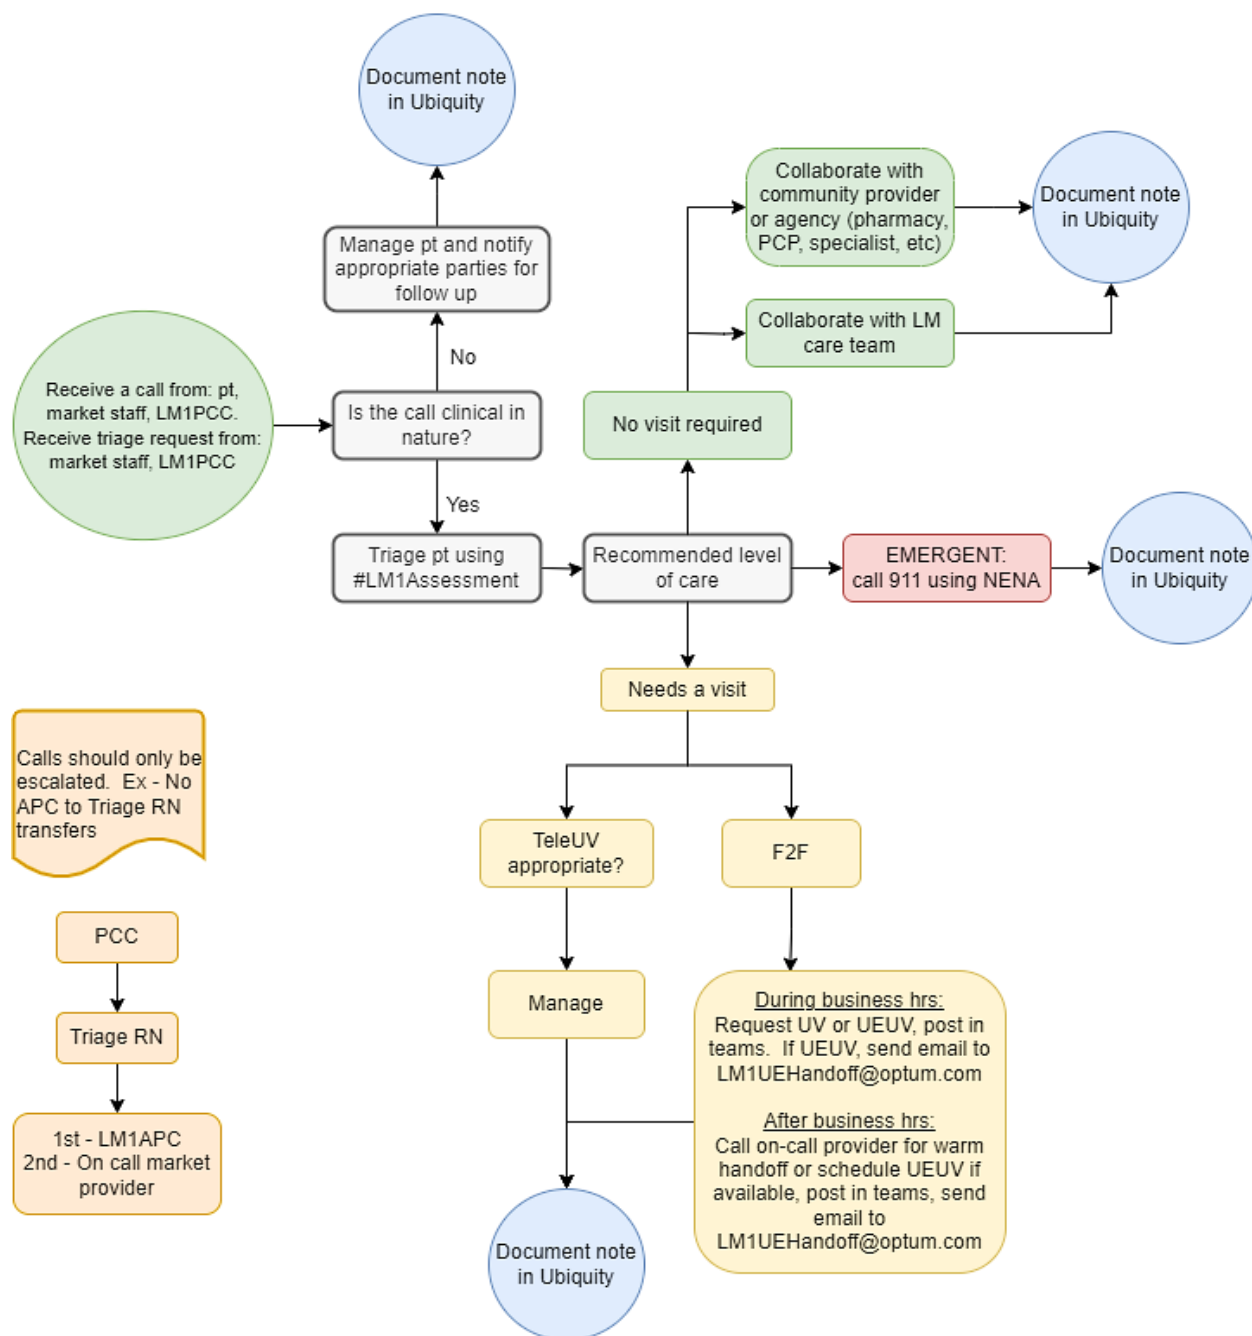 Document note
in Ubiquity
Collaborate with
community provider
or agency (pharmacy,
PCP, specialist, etc)
Document note
in Ubiquity
Manage pt and notify
appropriate parties for
follow up
Collaborate with LM
care team
No
Receive a call from: pt,
market staff, LM1PCC.
Receive triage request from:
market staff, LM1PCC
Is the call clinical in
nature?
No visit required
Yes
Triage pt using
#LM1Assessment
Recommended level
of care
EMERGENT:
call 911 using NENA
Document note
in Ubiquity
Needs a visit
Calls should only be
escalated.  Ex - No
APC to Triage RN
transfers
TeleUV
appropriate?
F2F
PCC
Manage
During business hrs:
Request UV or UEUV, post in
teams.  If UEUV, send email to
LM1UEHandoff@optum.com
After business hrs:
Call on-call provider for warm
handoff or schedule UEUV if
available, post in teams, send
email to
LM1UEHandoff@optum.com
Triage RN
1st - LM1APC
2nd - On call market
provider
Document note
in Ubiquity